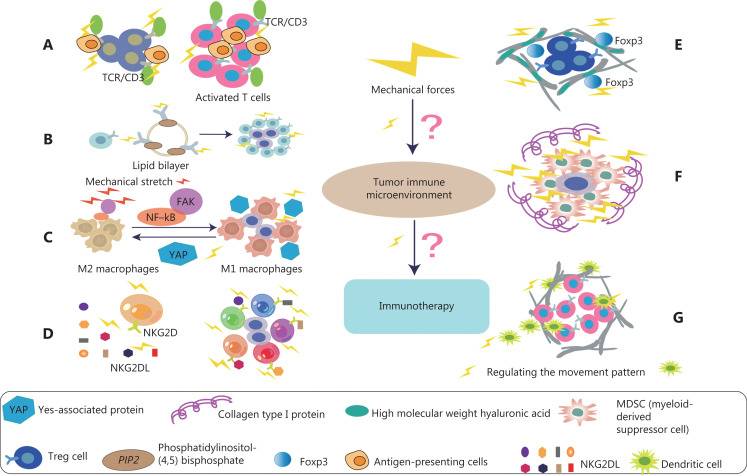 A
TCR/CD3
TCR/CD3
Activated T cells
B
Lipid bilayer
Mechanical stretch
FAK
NF–kB
C
YAP
M2 macrophages
M1 macrophages
D
NKG2D
NKG2DL
Mechanical forces
?
Tumor immune
microenvironment
?
Immunotherapy
E
Foxp3
Foxp3
F
G
Regulating the movement pattern
YAP
Yes-associated protein
Collagen type I protein
High molecular weight hyaluronic acid
MDSC (myeloid-
derived
suppressor cell)
Treg cell
PIP2
Phosphatidylinositol-
(4,5) bisphosphate
Foxp3
Antigen-presenting cells
NKG2DL
Dendritic cell